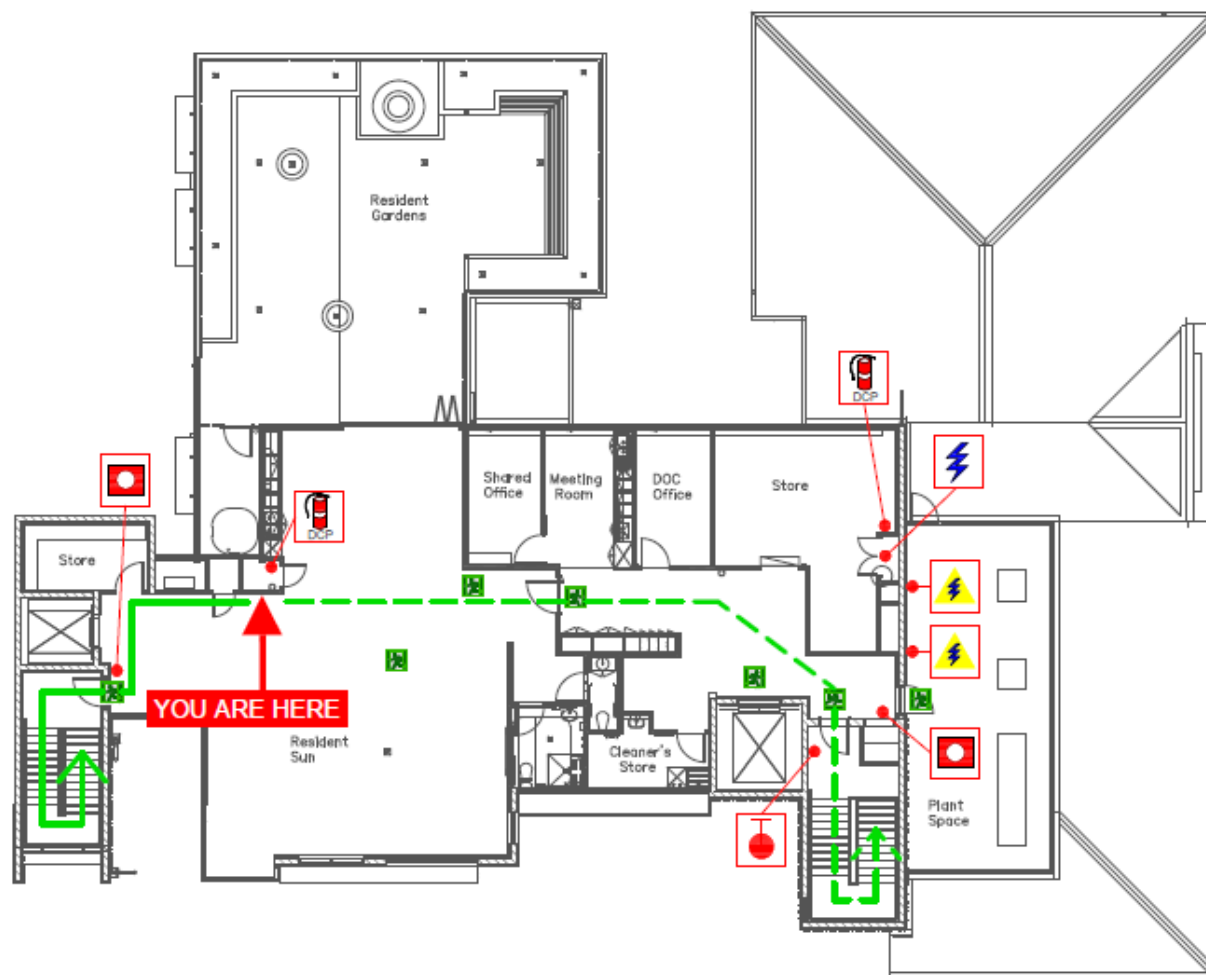 Resident
Gardens
DCP
Shared
Office
Meeting
Room
DOC
Office
Store
DCP
Store
YOU ARE HERE
Resident
Sun
Cleaner's
Store
Plant
Space